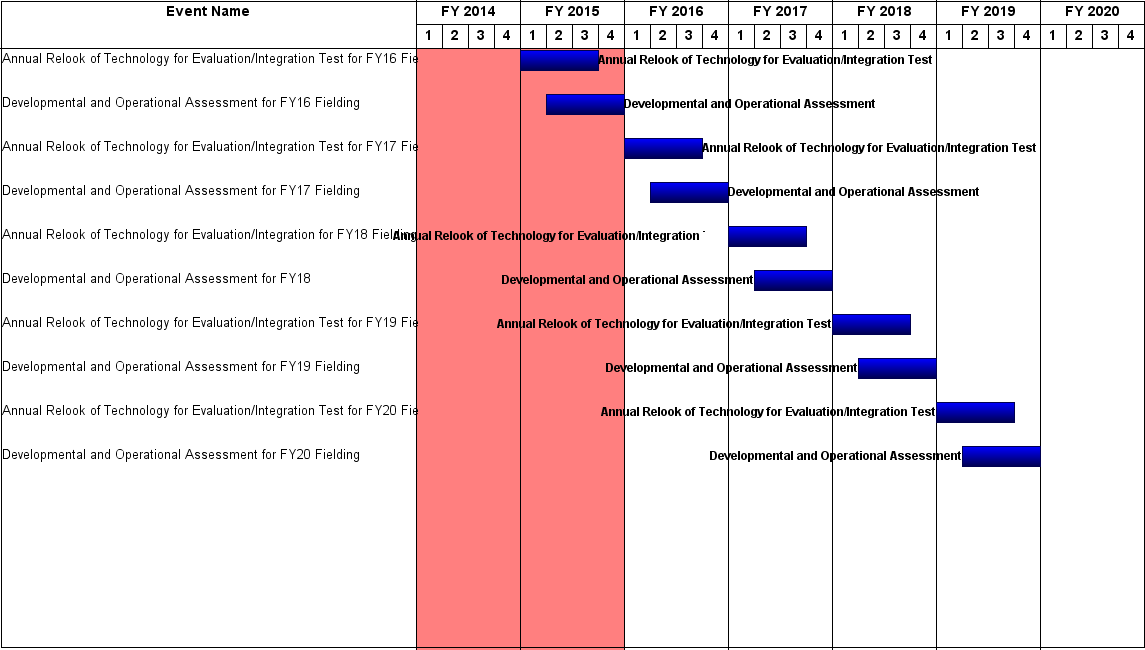 Event Name FY 2014 FY 2015 FY 2016 FY 2017 FY 2018 FY 2019 FY 2020
1 2 3 4 1 2 3 4 1 2 3 4 1 2 3 4 1 2 3 4 1 2 3 4 1 2 3 4
Annual Relook of Technology for Evaluation/Integration Test for FY16 Fie Annual Relook of Technology for Evaluation/Integration Test
Developmental and Operational Assessment for FY16 Fielding Developmental and Operational Assessment
Annual Relook of Technology for Evaluation/Integration Test for FY17 Fie Annual Relook of Technology for Evaluation/Integration Test
Developmental and Operational Assessment for FY17 Fielding Developmental and Operational Assessment
Annual Relook of Technology for Evaluation/Integration for FY18 Fielding Annual Relook of Technology for Evaluation/Integration
Developmental and Operational Assessment for FY18 Developmental and Operational Assessment
Annual Relook of Technology for Evaluation/Integration Test for FY19 Fie Annual Relook of Technology for Evaluation/Integration Test
Developmental and Operational Assessment for FY19 Fielding Developmental and Operational Assessment
Annual Relook of Technology for Evaluation/Integration Test for FY20 Fie Annual Relook of Technology for Evaluation/Integration Test
Developmental and Operational Assessment for FY20 Fielding Developmental and Operational Assessment